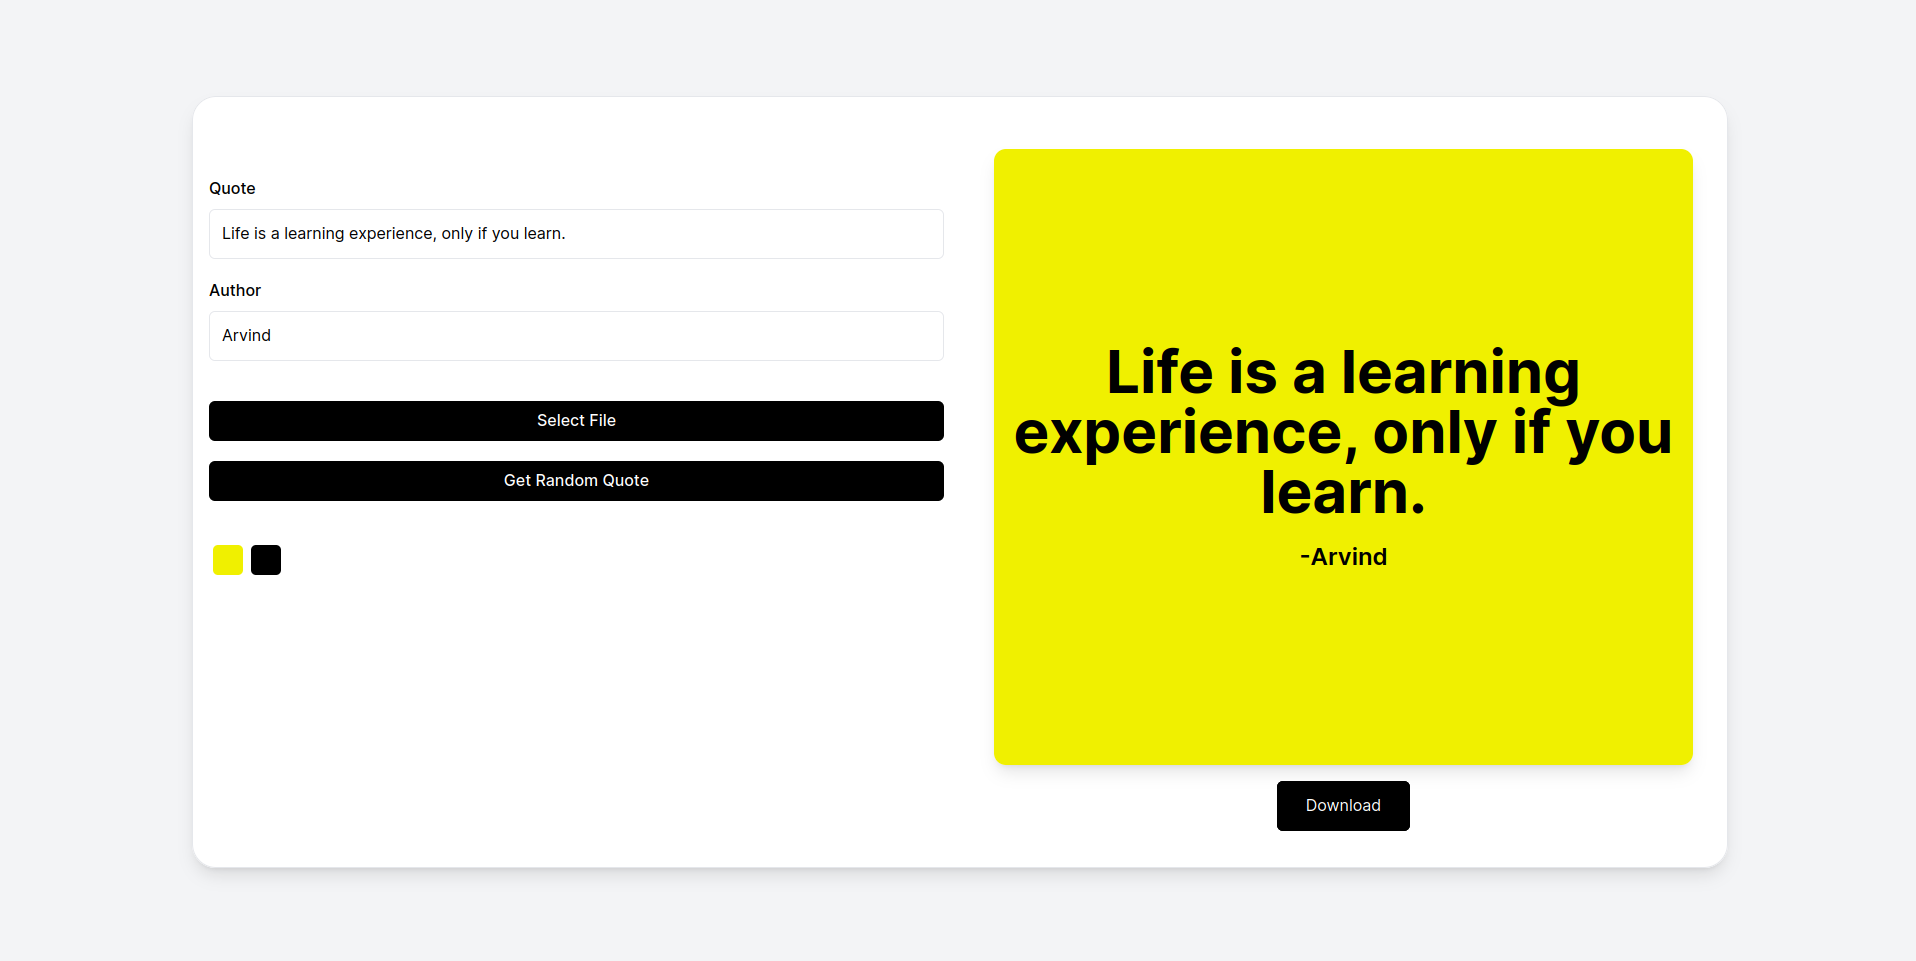 Quote
Life is a learning experience, only if you learn.
Author
Arvind
Select File
Get Random Quote
Life is a learning
experience, only if you
learn.
-Arvind
Download